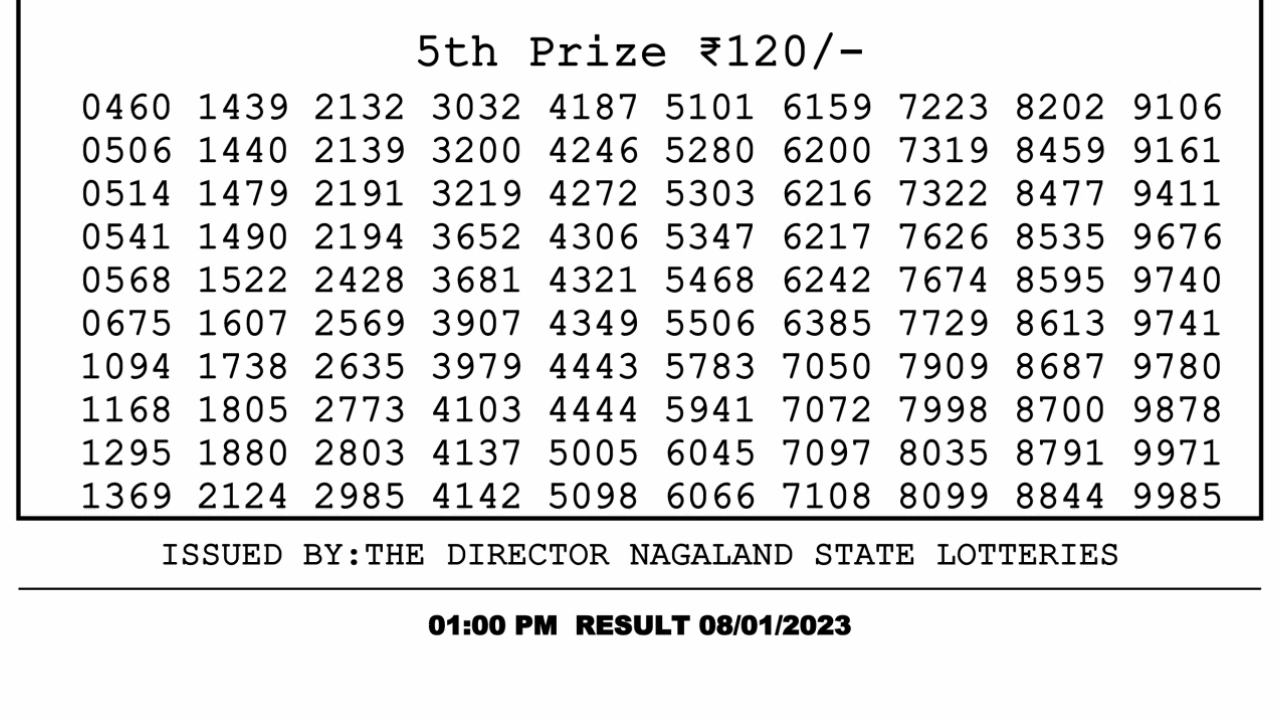 5th Prize ₹120/-
0460 1439 2132 3032 4187 5101 6159 7223 8202 9106
0506 1440 2139 3200 4246 5280 6200 7319 8459 9161
0514 1479 2191 3219 4272 5303 6216 7322 8477 9411
0541 1490 2194 3652 4306 5347 6217 7626 8535 9676
0568 1522 2428 3681 4321 5468 6242 7674 8595 9740
0675 1607 2569 3907 4349 5506 6385 7729 8613 9741
1094 1738 2635 3979 4443 5783 7050 7909 8687 9780
1168 1805 2773 4103 4444 5941 7072 7998 8700 9878
1295 1880 2803 4137 5005 6045 7097 8035 8791 9971
1369 2124 2985 4142 5098 6066 7108 8099 8844 9985
ISSUED BY:THE DIRECTOR NAGALAND STATE LOTTERIES
01:00 PM RESULT 08/01/2023